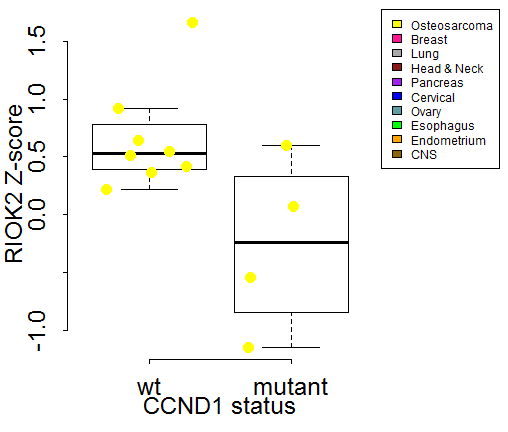 Osteosarcoma
Breast
Lung
Head & Neck
Pancreas
Cervical
Ovary
Esophagus
Endometrium
CNS
RIOK2 Z-score
1.5
1.0
0.5
0.0
-1.0
wt mutant
CCND1 status